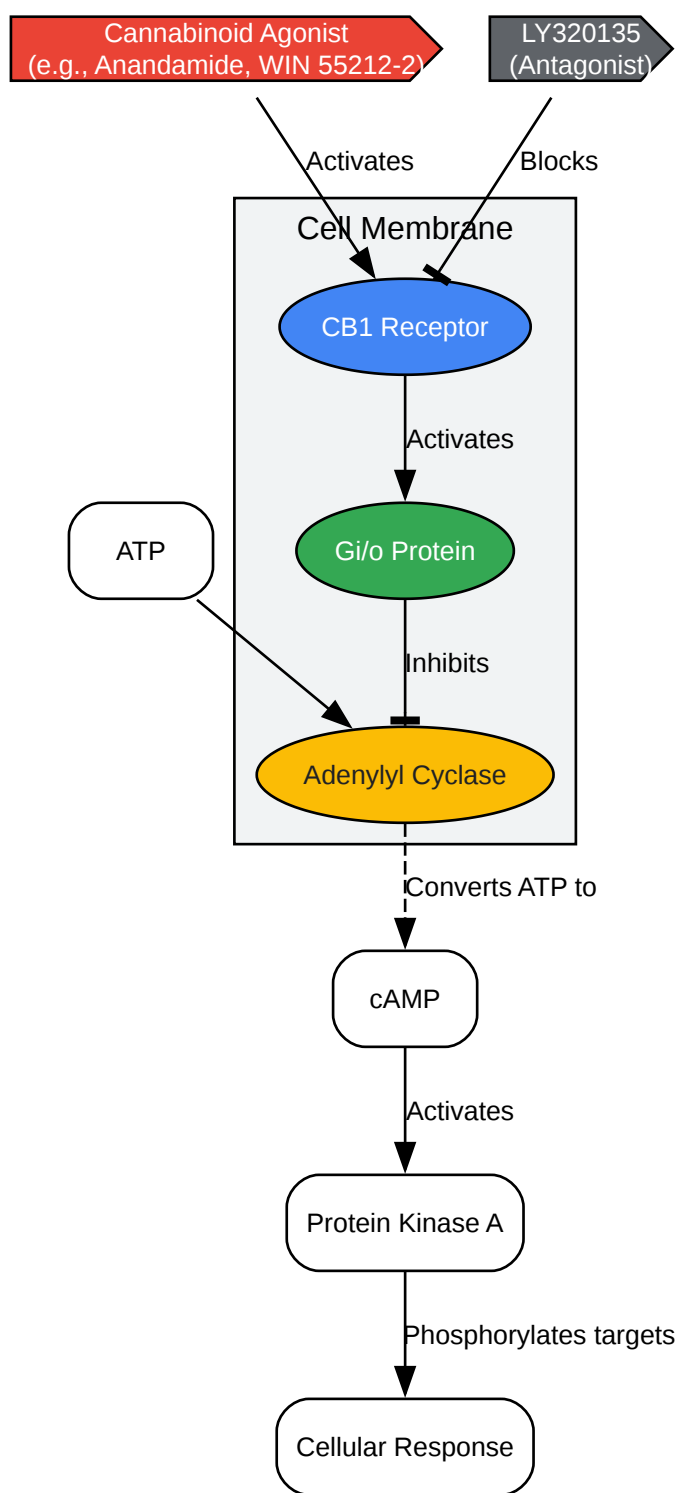 Cannabinoid Agonist
(e.g., Anandamide, WIN 55212-2)
LY320135
(Antagonist)
Activates
Blocks
Cell Membrane
CB1 Receptor
Activates
ATP
Gi/o Protein
Inhibits
Adenylyl Cyclase
Converts ATP to
cAMP
Activates
Protein Kinase A
Phosphorylates targets
Cellular Response